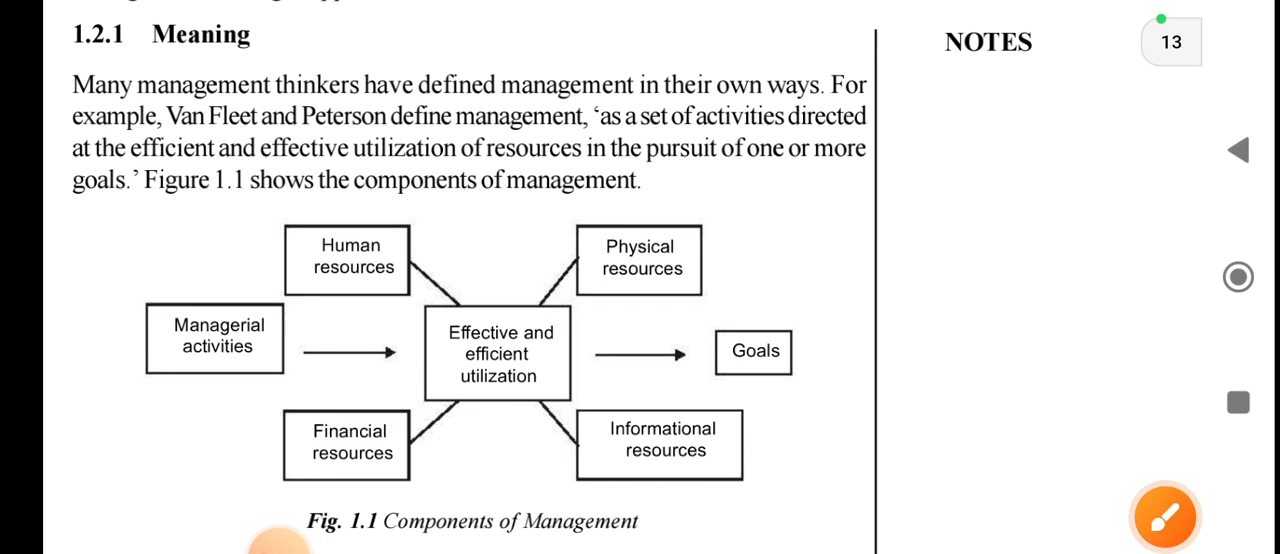 1.2.1 Meaning
NOTES
13
Many management thinkers have defined management in their own ways. For
example, Van Fleet and Peterson define management, ‘as a set of activities directed
at the efficient and effective utilization of resources in the pursuit of one or more
goals.’ Figure 1.1 shows the components of management.
Human
resources
Physical
resources
Managerial
activities
Effective and
efficient
utilization
Goals
Financial
resources
Informational
resources
Fig. 1.1 Components of Management